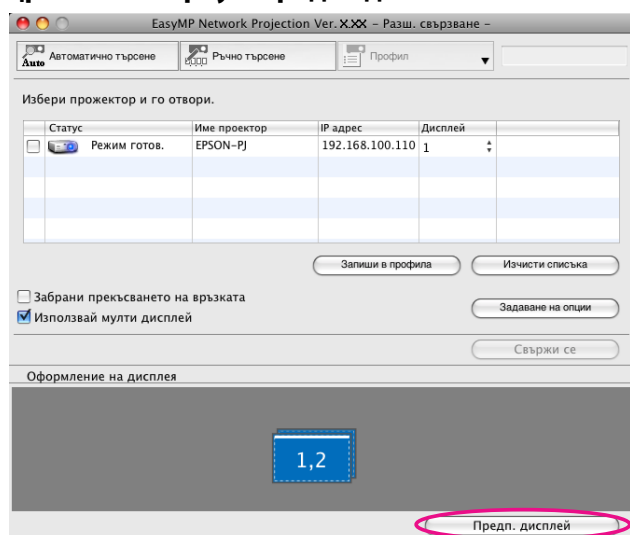 EasyMP Network Projection Ver.X.XX – Разш. свързване –
Auto Автоматично търсене Ръчно търсене Профил
Избери прожектор и го отвори.
Статус Име проектор IP адрес Дисплей
Режим готов. EPSON-PJ 192.168.100.110 1
Запиши в профила Изчисти списъка
Забрани прекъсването на връзката
Използвай мулти дисплей
Задаване на опции
Свържи се
Оформление на дисплея
1,2
Предп. дисплей